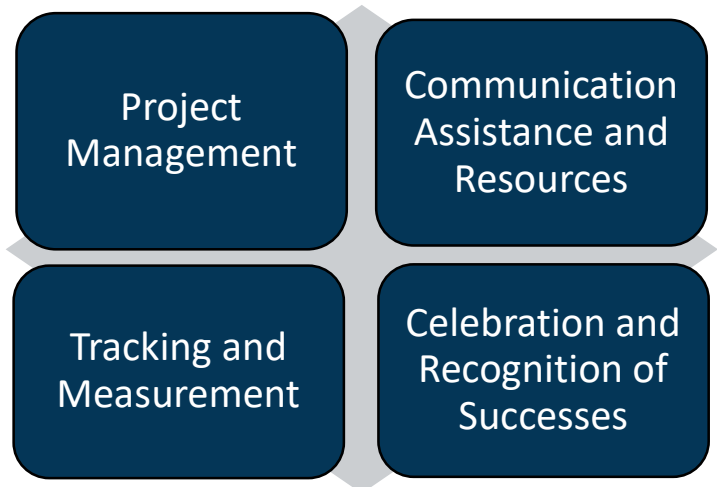 Project
Management
Communication
Assistance and
Resources
Tracking and
Measurement
Celebration and
Recognition of
Successes